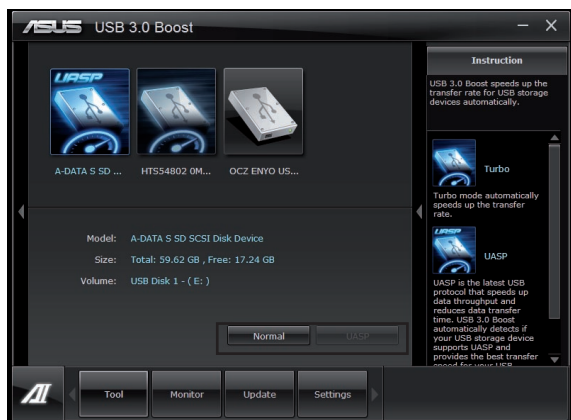 ASUS USB 3.0 Boost
UASP
A-DATA S SD ...
HTS54802 0M...
OCZ ENYO US...
Model: A-DATA S SD SCSI Disk Device
Size: Total: 59.62 GB , Free: 17.24 GB
Volume: USB Disk 1 - ( E: )
Normal
UASP
Instruction
USB 3.0 Boost speeds up the
transfer rate for USB storage
devices automatically.
Turbo
Turbo mode automatically
speeds up the transfer
rate.
UASP
UASP
UASP is the latest USB
protocol that speeds up
data throughput and
reduces data transfer
time. USB 3.0 Boost
automatically detects if
your USB storage device
supports UASP and
provides the best transfer
speed for your USB
Tool
Monitor
Update
Settings